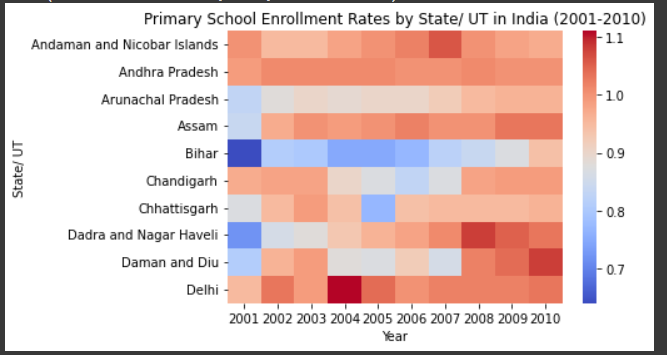 Primary School Enrollment Rates by State/ UT in India (2001-2010)
Andaman and Nicobar Islands
Andhra Pradesh
Arunachal Pradesh
Assam
Bihar
Chandigarh
Chhattisgarh
Dadra and Nagar Haveli
Daman and Diu
Delhi
State/ UT
2001 2002 2003 2004 2005 2006 2007 2008 2009 2010
Year
1.1
1.0
0.9
0.8
0.7